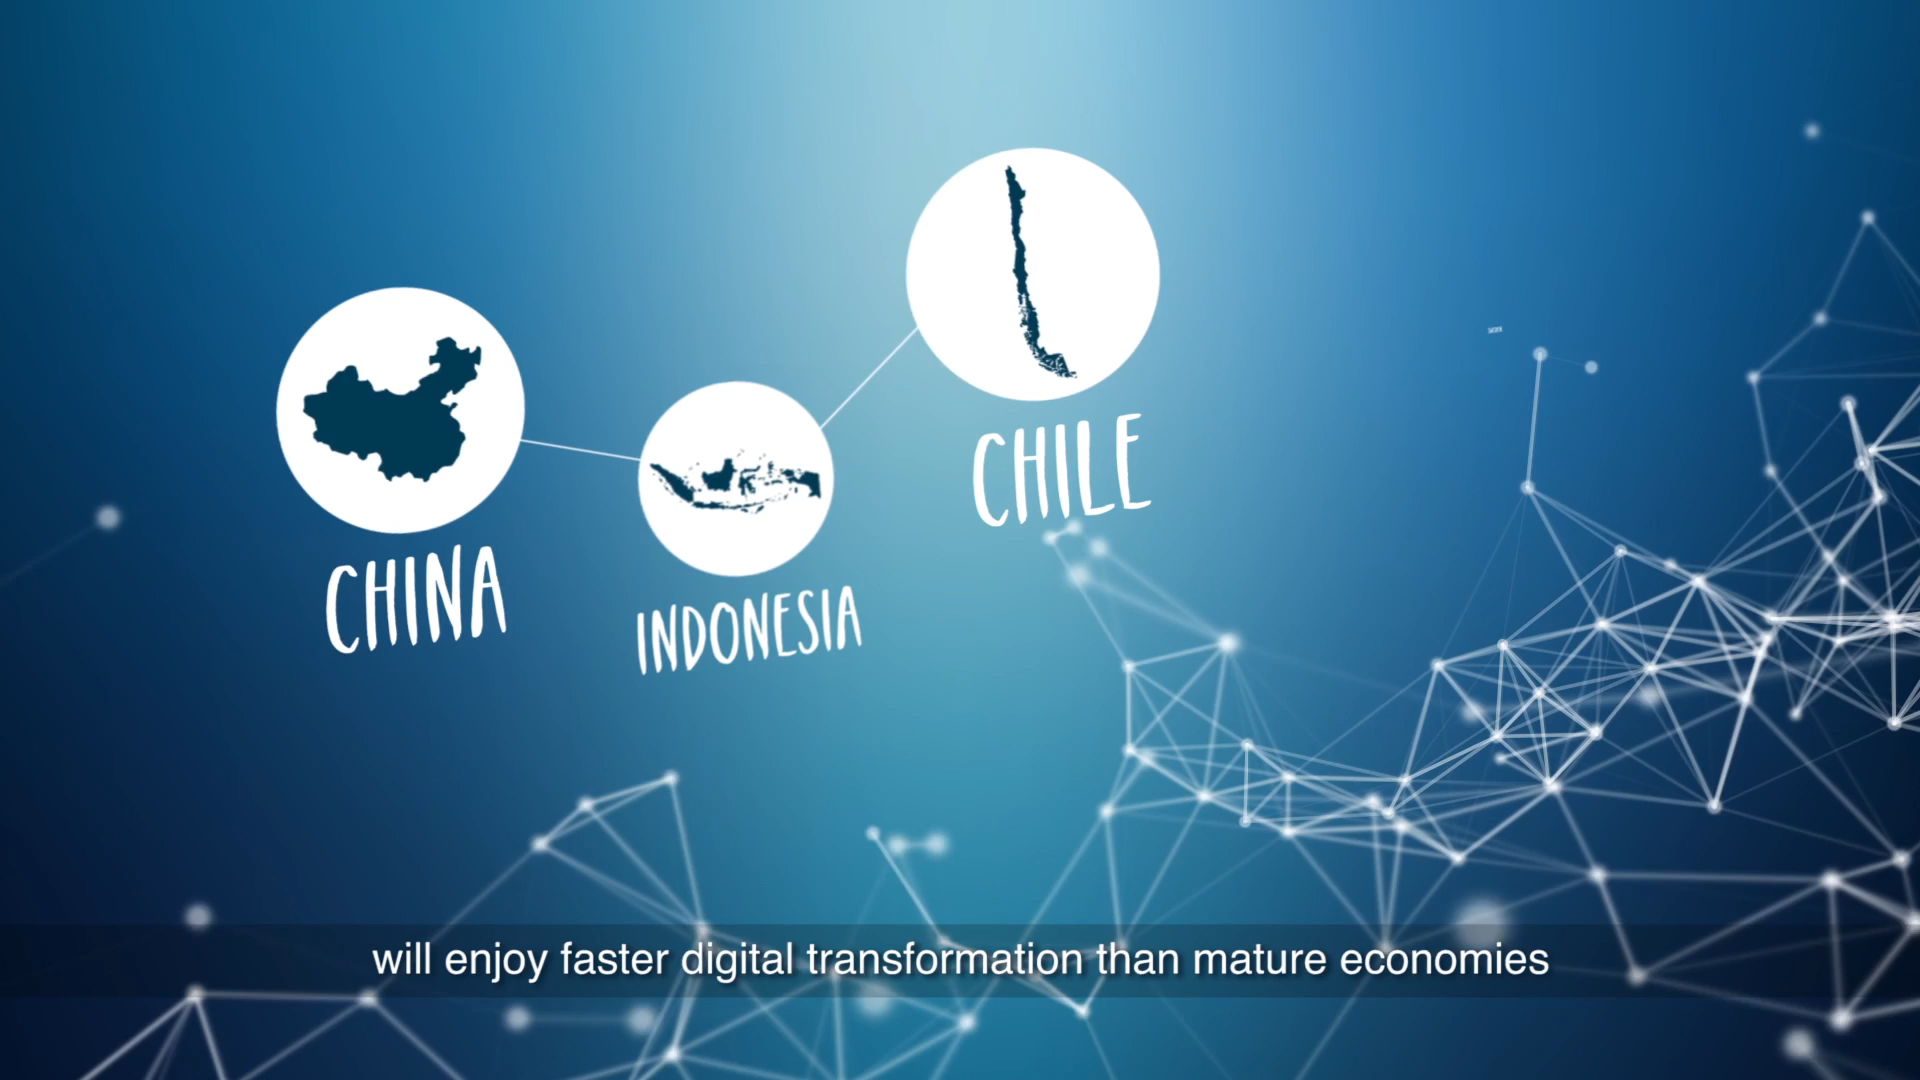 CHINA
INDONESIA
CHILE
will enjoy faster digital transformation than mature economies